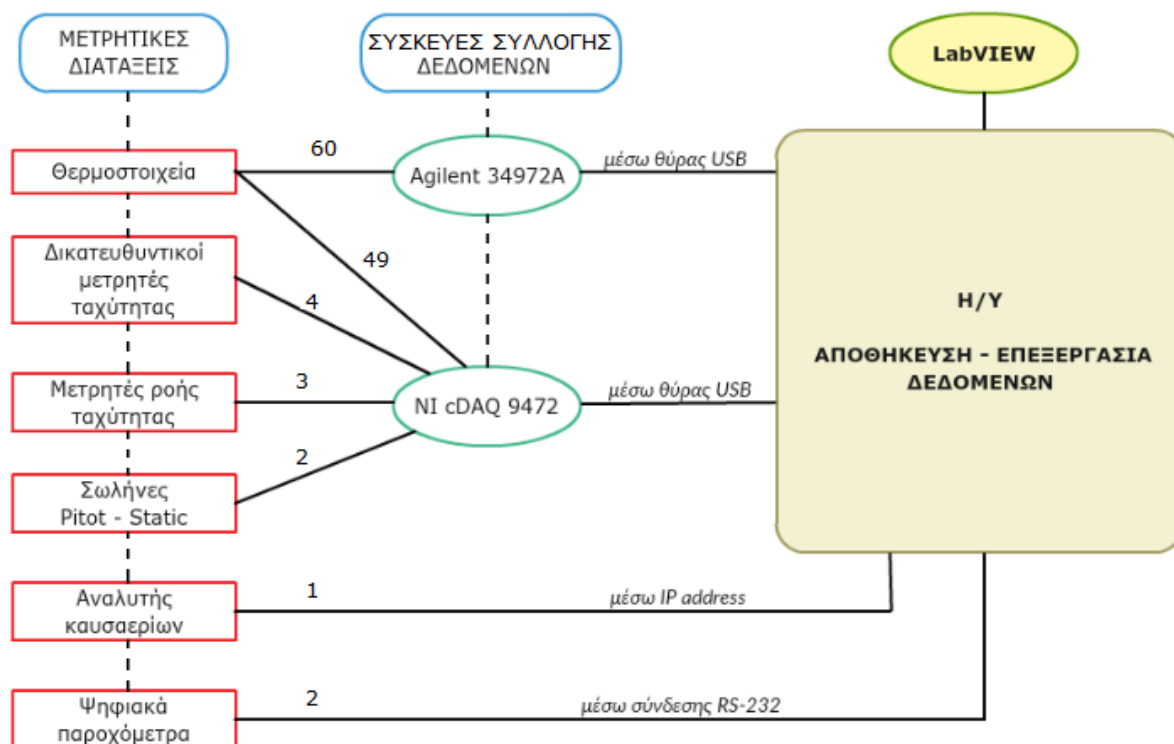 ΜΕΤΡΗΤΙΚΕΣ
ΔΙΑΤΑΞΕΙΣ
ΣΥΣΚΕΥΕΣ ΣΥΛΛΟΓΗΣ
ΔΕΔΟΜΕΝΩΝ
LabVIEW
Θερμοστοιχεία
60
Agilent 34972A
μέσω θύρας USB
Δικατευθυντικοί
μετρητές
ταχύτητας
49
4
Η/Υ
ΑΠΟΘΗΚΕΥΣΗ - ΕΠΕΞΕΡΓΑΣΙΑ
ΔΕΔΟΜΕΝΩΝ
Μετρητές ροής
ταχύτητας
3
NI cDAQ 9472
μέσω θύρας USB
Σωλήνες
Pitot - Static
2
Αναλυτής
καυσαερίων
1
μέσω IP address
Ψηφιακά
παροχόμετρα
2
μέσω σύνδεσης RS-232